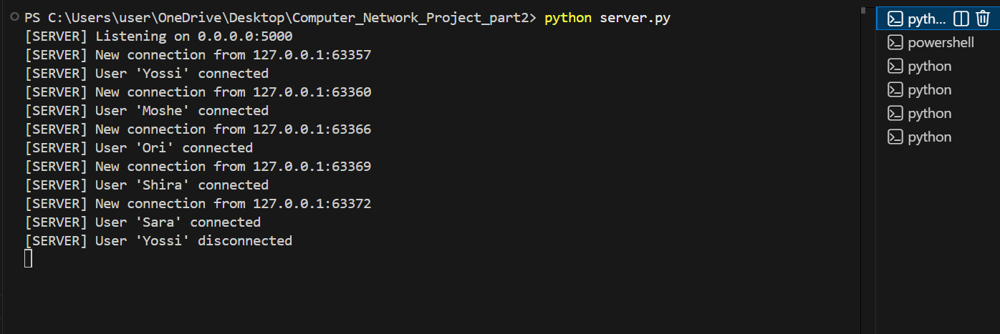 PS C:\Users\user\OneDrive\Desktop\Computer_Network_Project_part2> python server.py
[SERVER] Listening on 0.0.0.0:5000
[SERVER] New connection from 127.0.0.1:63357
[SERVER] User 'Yossi' connected
[SERVER] New connection from 127.0.0.1:63360
[SERVER] User 'Moshe' connected
[SERVER] New connection from 127.0.0.1:63366
[SERVER] User 'Ori' connected
[SERVER] New connection from 127.0.0.1:63369
[SERVER] User 'Shira' connected
[SERVER] New connection from 127.0.0.1:63372
[SERVER] User 'Sara' connected
[SERVER] User 'Yossi' disconnected
pyth...
powershell
python
python
python
python